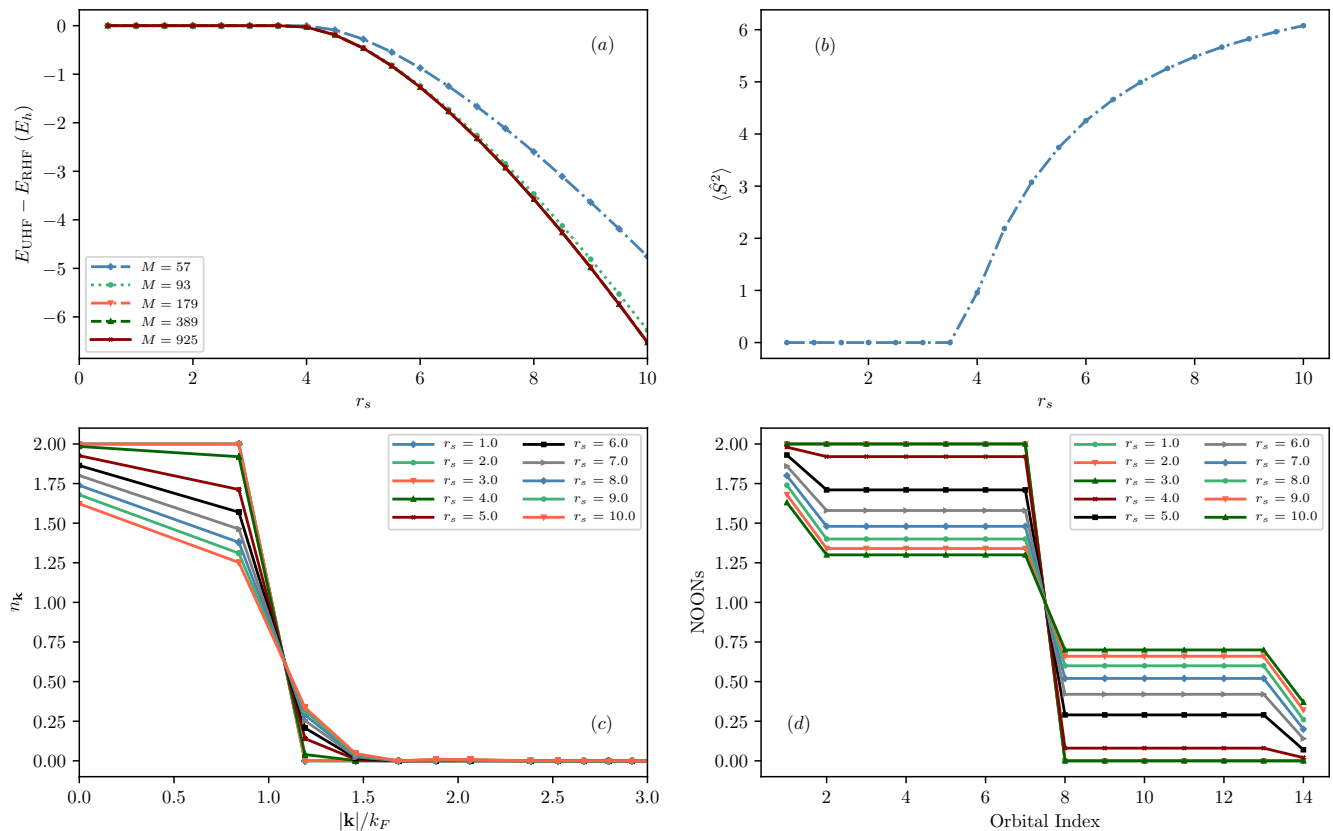 (a)
E_UHF − E_RHF (E_h)
0
−1
−2
−3
−4
−5
−6
M = 57
M = 93
M = 179
M = 389
M = 925
0 2 4 6 8 10
r_s
(b)
⟨Ŝ²⟩
6
5
4
3
2
1
0
2 4 6 8 10
r_s
n_k
2.00
1.75
1.50
1.25
1.00
0.75
0.50
0.25
0.00
r_s = 1.0 r_s = 6.0
r_s = 2.0 r_s = 7.0
r_s = 3.0 r_s = 8.0
r_s = 4.0 r_s = 9.0
r_s = 5.0 r_s = 10.0
(c)
0.0 0.5 1.0 1.5 2.0 2.5 3.0
|k|/k_F
NOONs
2.00
1.75
1.50
1.25
1.00
0.75
0.50
0.25
0.00
r_s = 1.0 r_s = 6.0
r_s = 2.0 r_s = 7.0
r_s = 3.0 r_s = 8.0
r_s = 4.0 r_s = 9.0
r_s = 5.0 r_s = 10.0
(d)
2 4 6 8 10 12 14
Orbital Index